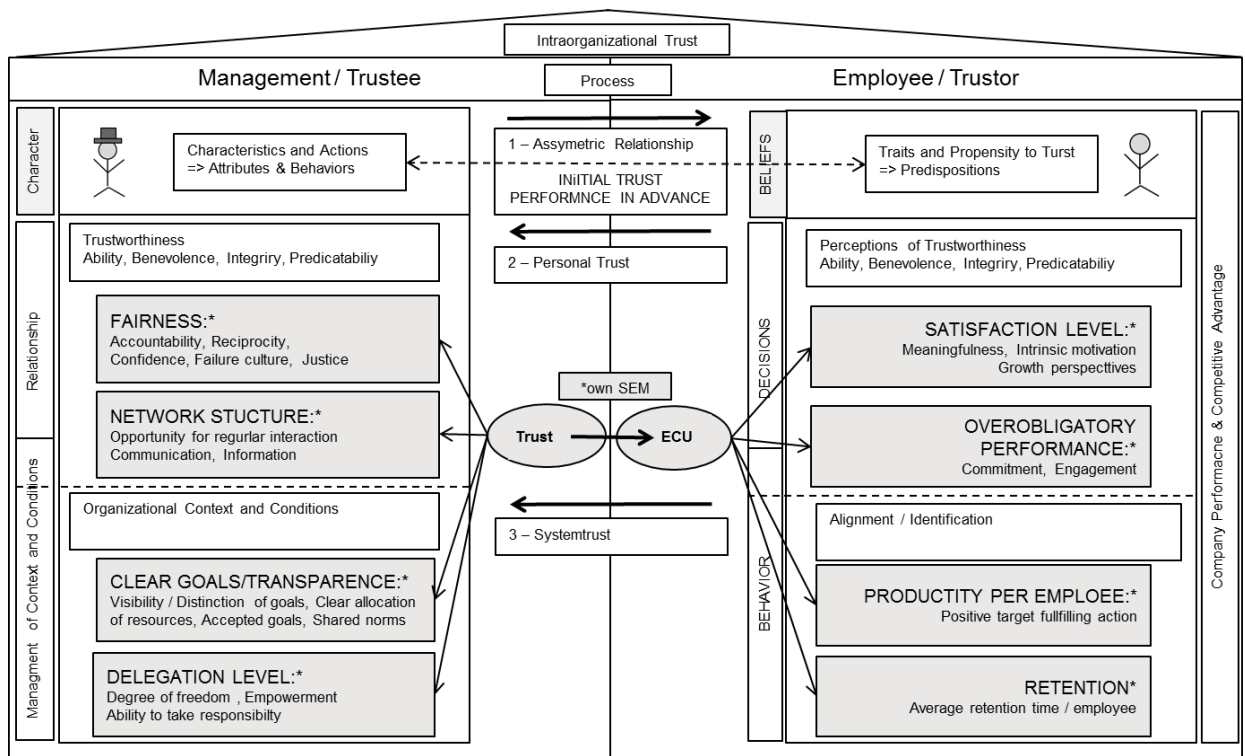 Intraorganizational Trust
Management / Trustee
Process
Employee / Trustor
Character
Characteristics and Actions
=> Attributes & Behaviors
1 – Assymetric Relationship
INiITIAL TRUST
PERFORMNCE IN ADVANCE
BELIEFS
Traits and Propensity to Turst
=> Predispositions
Relationship
Trustworthiness
Ability, Benevolence, Integriry, Predicatabiliy
2 – Personal Trust
DECISIONS
Perceptions of Trustworthiness
Ability, Benevolence, Integriry, Predicatabiliy
FAIRNESS:*
Accountability, Reciprocity,
Confidence, Failure culture, Justice
SATISFACTION LEVEL:*
Meaningfulness, Intrinsic motivation
Growth perspecttives
*own SEM
NETWORK STUCTURE:*
Opportunity for regurlar interaction
Communication, Information
Trust
ECU
OVEROBLIGATORY
PERFORMANCE:*
Commitment, Engagement
Managment of Context and Conditions
Organizational Context and Conditions
3 – Systemtrust
BEHAVIOR
Alignment / Identification
CLEAR GOALS/TRANSPARENCE:*
Visibility / Distinction of goals, Clear allocation
of resources, Accepted goals, Shared norms
PRODUCTITY PER EMPLOEE:*
Positive target fullfilling action
DELEGATION LEVEL:*
Degree of freedom , Empowerment
Ability to take responsibilty
RETENTION*
Average retention time / employee
Company Performacne & Competitive Advantage